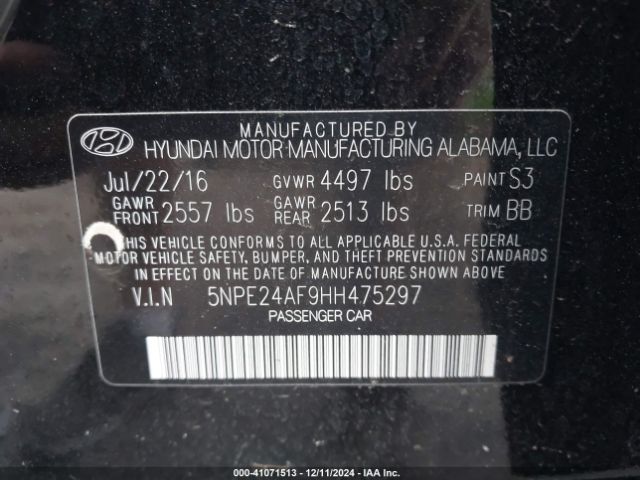 MANUFACTURED BY
HYUNDAI MOTOR MANUFACTURING ALABAMA, LLC
Jul/22/16 GVWR 4497 lbs PAINT S3
GAWR FRONT 2557 lbs GAWR REAR 2513 lbs TRIM BB
THIS VEHICLE CONFORMS TO ALL APPLICABLE U.S.A. FEDERAL
MOTOR VEHICLE SAFETY, BUMPER, AND THEFT PREVENTION STANDARDS
IN EFFECT ON THE DATE OF MANUFACTURE SHOWN ABOVE.
V.I.N 5NPE24AF9HH475297
PASSENGER CAR
000-41071513 - 12/11/2024 - IAA Inc.